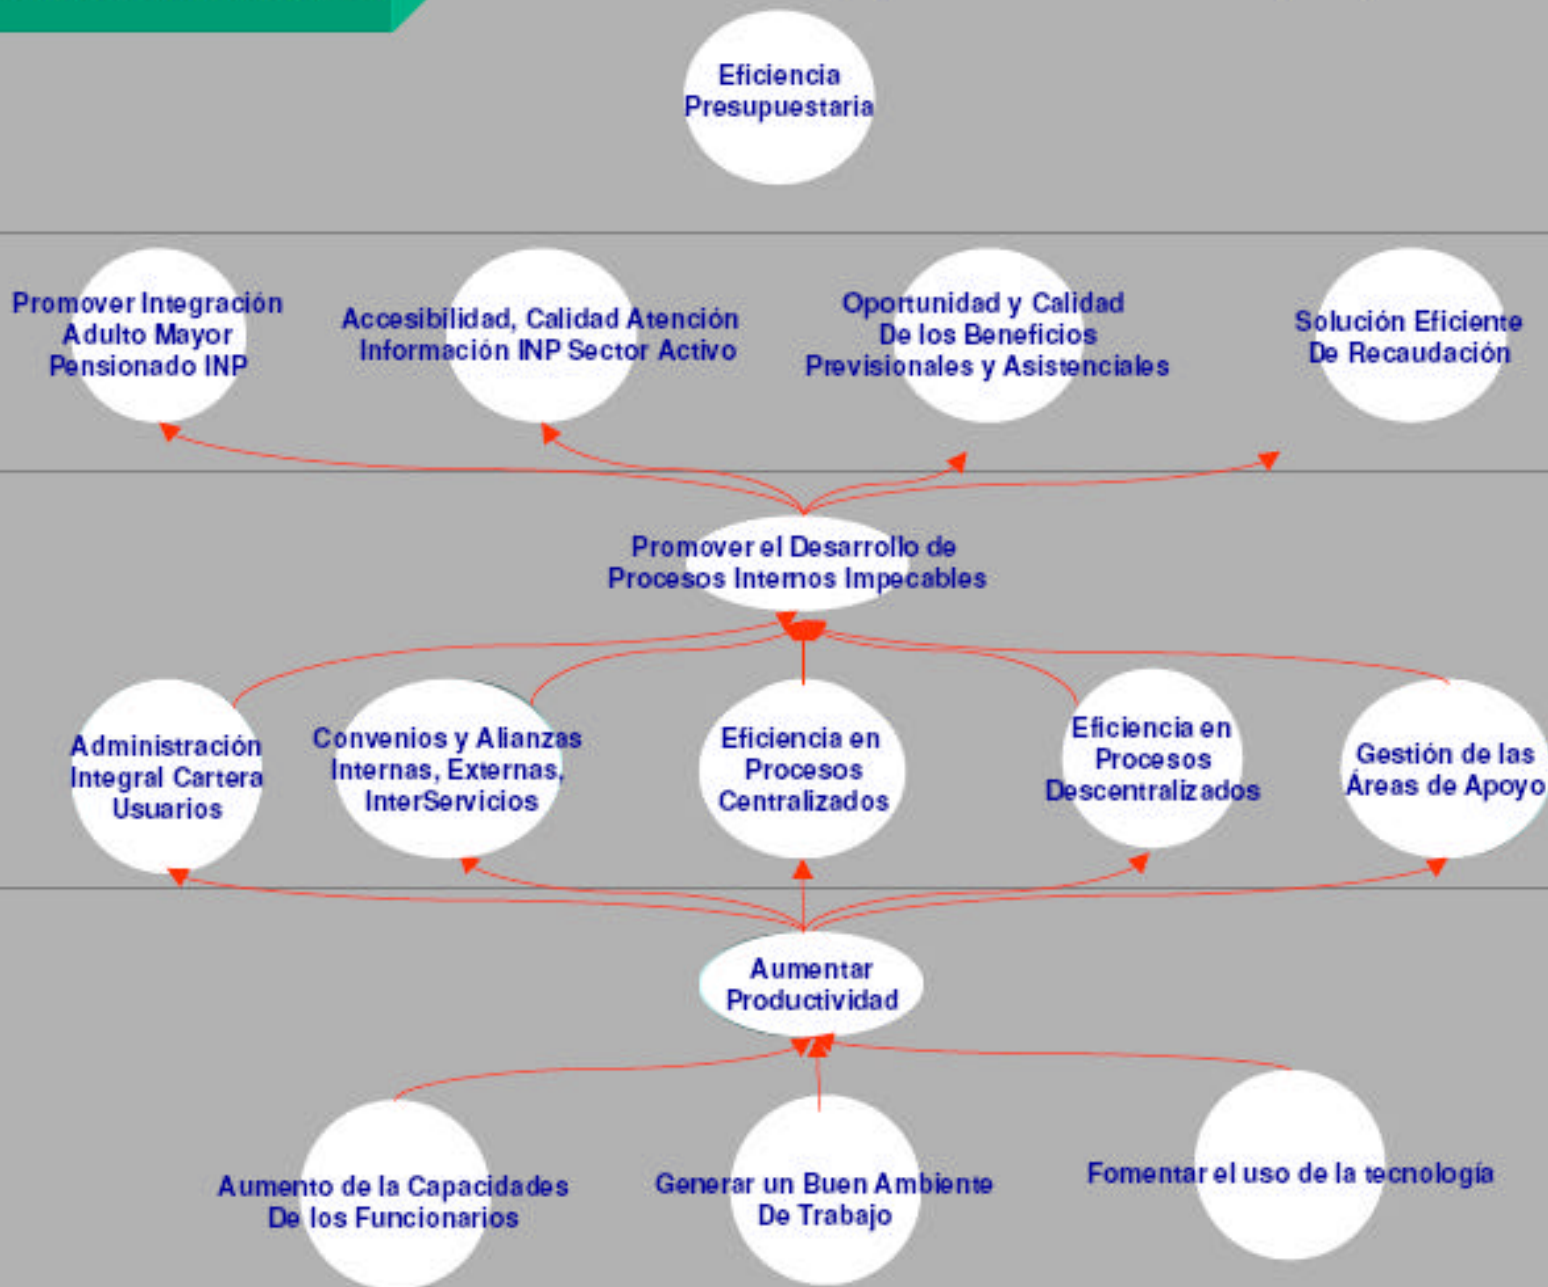 Eficiencia
Presupuestaria
Promover Integración
Adulto Mayor
Pensionado INP
Accesibilidad, Calidad Atención
Información INP Sector Activo
Oportunidad y Calidad
De los Beneficios
Previsionales y Asistenciales
Solución Eficiente
De Recaudación
Promover el Desarrollo de
Procesos Internos Impecables
Administración
Integral Cartera
Usuarios
Convenios y Alianzas
Internas, Externas,
InterServicios
Eficiencia en
Procesos
Centralizados
Eficiencia en
Procesos
Descentralizados
Gestión de las
Áreas de Apoyo
Aumentar
Productividad
Aumento de la Capacidades
De los Funcionarios
Generar un Buen Ambiente
De Trabajo
Fomentar el uso de la tecnología